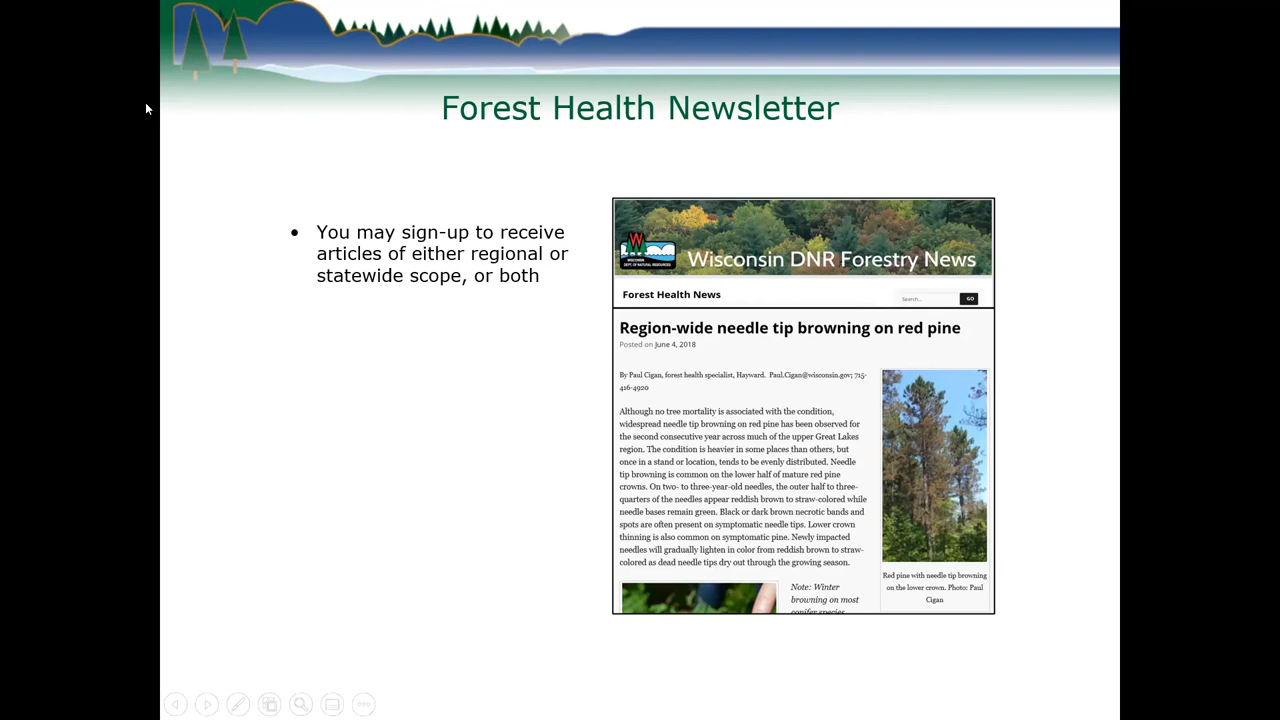 Forest Health Newsletter
• You may sign-up to receive
articles of either regional or
statewide scope, or both
W
WISCONSIN
DEPT. OF NATURAL RESOURCES
Wisconsin DNR Forestry News
Forest Health News
Search...
GO
Region-wide needle tip browning on red pine
Posted on June 4, 2018
By Paul Cigan, forest health specialist, Hayward. Paul.Cigan@wisconsin.gov; 715-
416-4920
Although no tree mortality is associated with the condition,
widespread needle tip browning on red pine has been observed for
the second consecutive year across much of the upper Great Lakes
region. The condition is heavier in some places than others, but
once in a stand or location, tends to be evenly distributed. Needle
tip browning is common on the lower half of mature red pine
crowns. On two- to three-year-old needles, the outer half to three-
quarters of the needles appear reddish brown to straw-colored while
needle bases remain green. Black or dark brown necrotic bands and
spots are often present on symptomatic needle tips. Lower crown
thinning is also common on symptomatic pine. Newly impacted
needles will gradually lighten in color from reddish brown to straw-
colored as dead needle tips dry out through the growing season.
Red pine with needle tip browning
on the lower crown. Photo: Paul
Cigan
Note: Winter
browning on most
conifer species